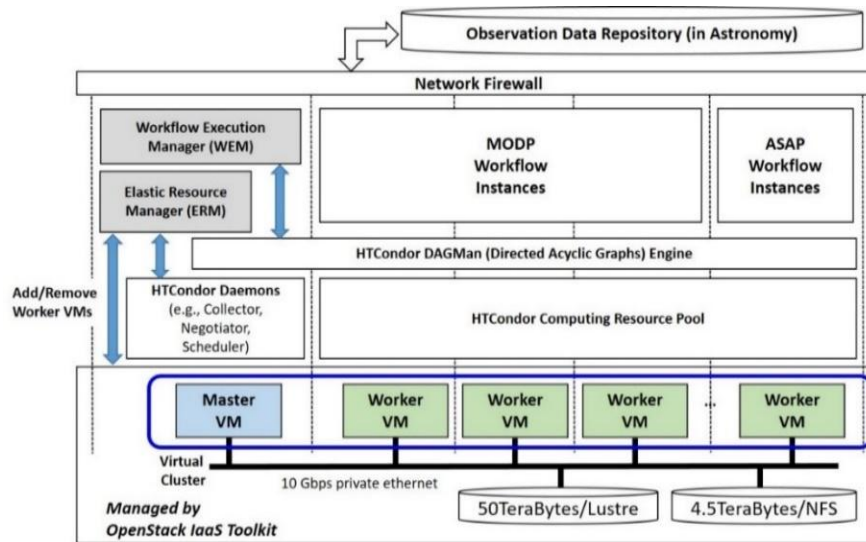 Observation Data Repository (in Astronomy)
Network Firewall
Workflow Execution
Manager (WEM)
MODP
Workflow
Instances
ASAP
Workflow
Instances
Elastic Resource
Manager (ERM)
HTCondor DAGMan (Directed Acyclic Graphs) Engine
Add/Remove
Worker VMs
HTCondor Daemons
(e.g., Collector,
Negotiator,
Scheduler)
HTCondor Computing Resource Pool
Master
VM
Worker
VM
Worker
VM
Worker
VM
...
Worker
VM
Virtual
Cluster
10 Gbps private ethernet
50TeraBytes/Lustre
4.5TeraBytes/NFS
Managed by
OpenStack IaaS Toolkit